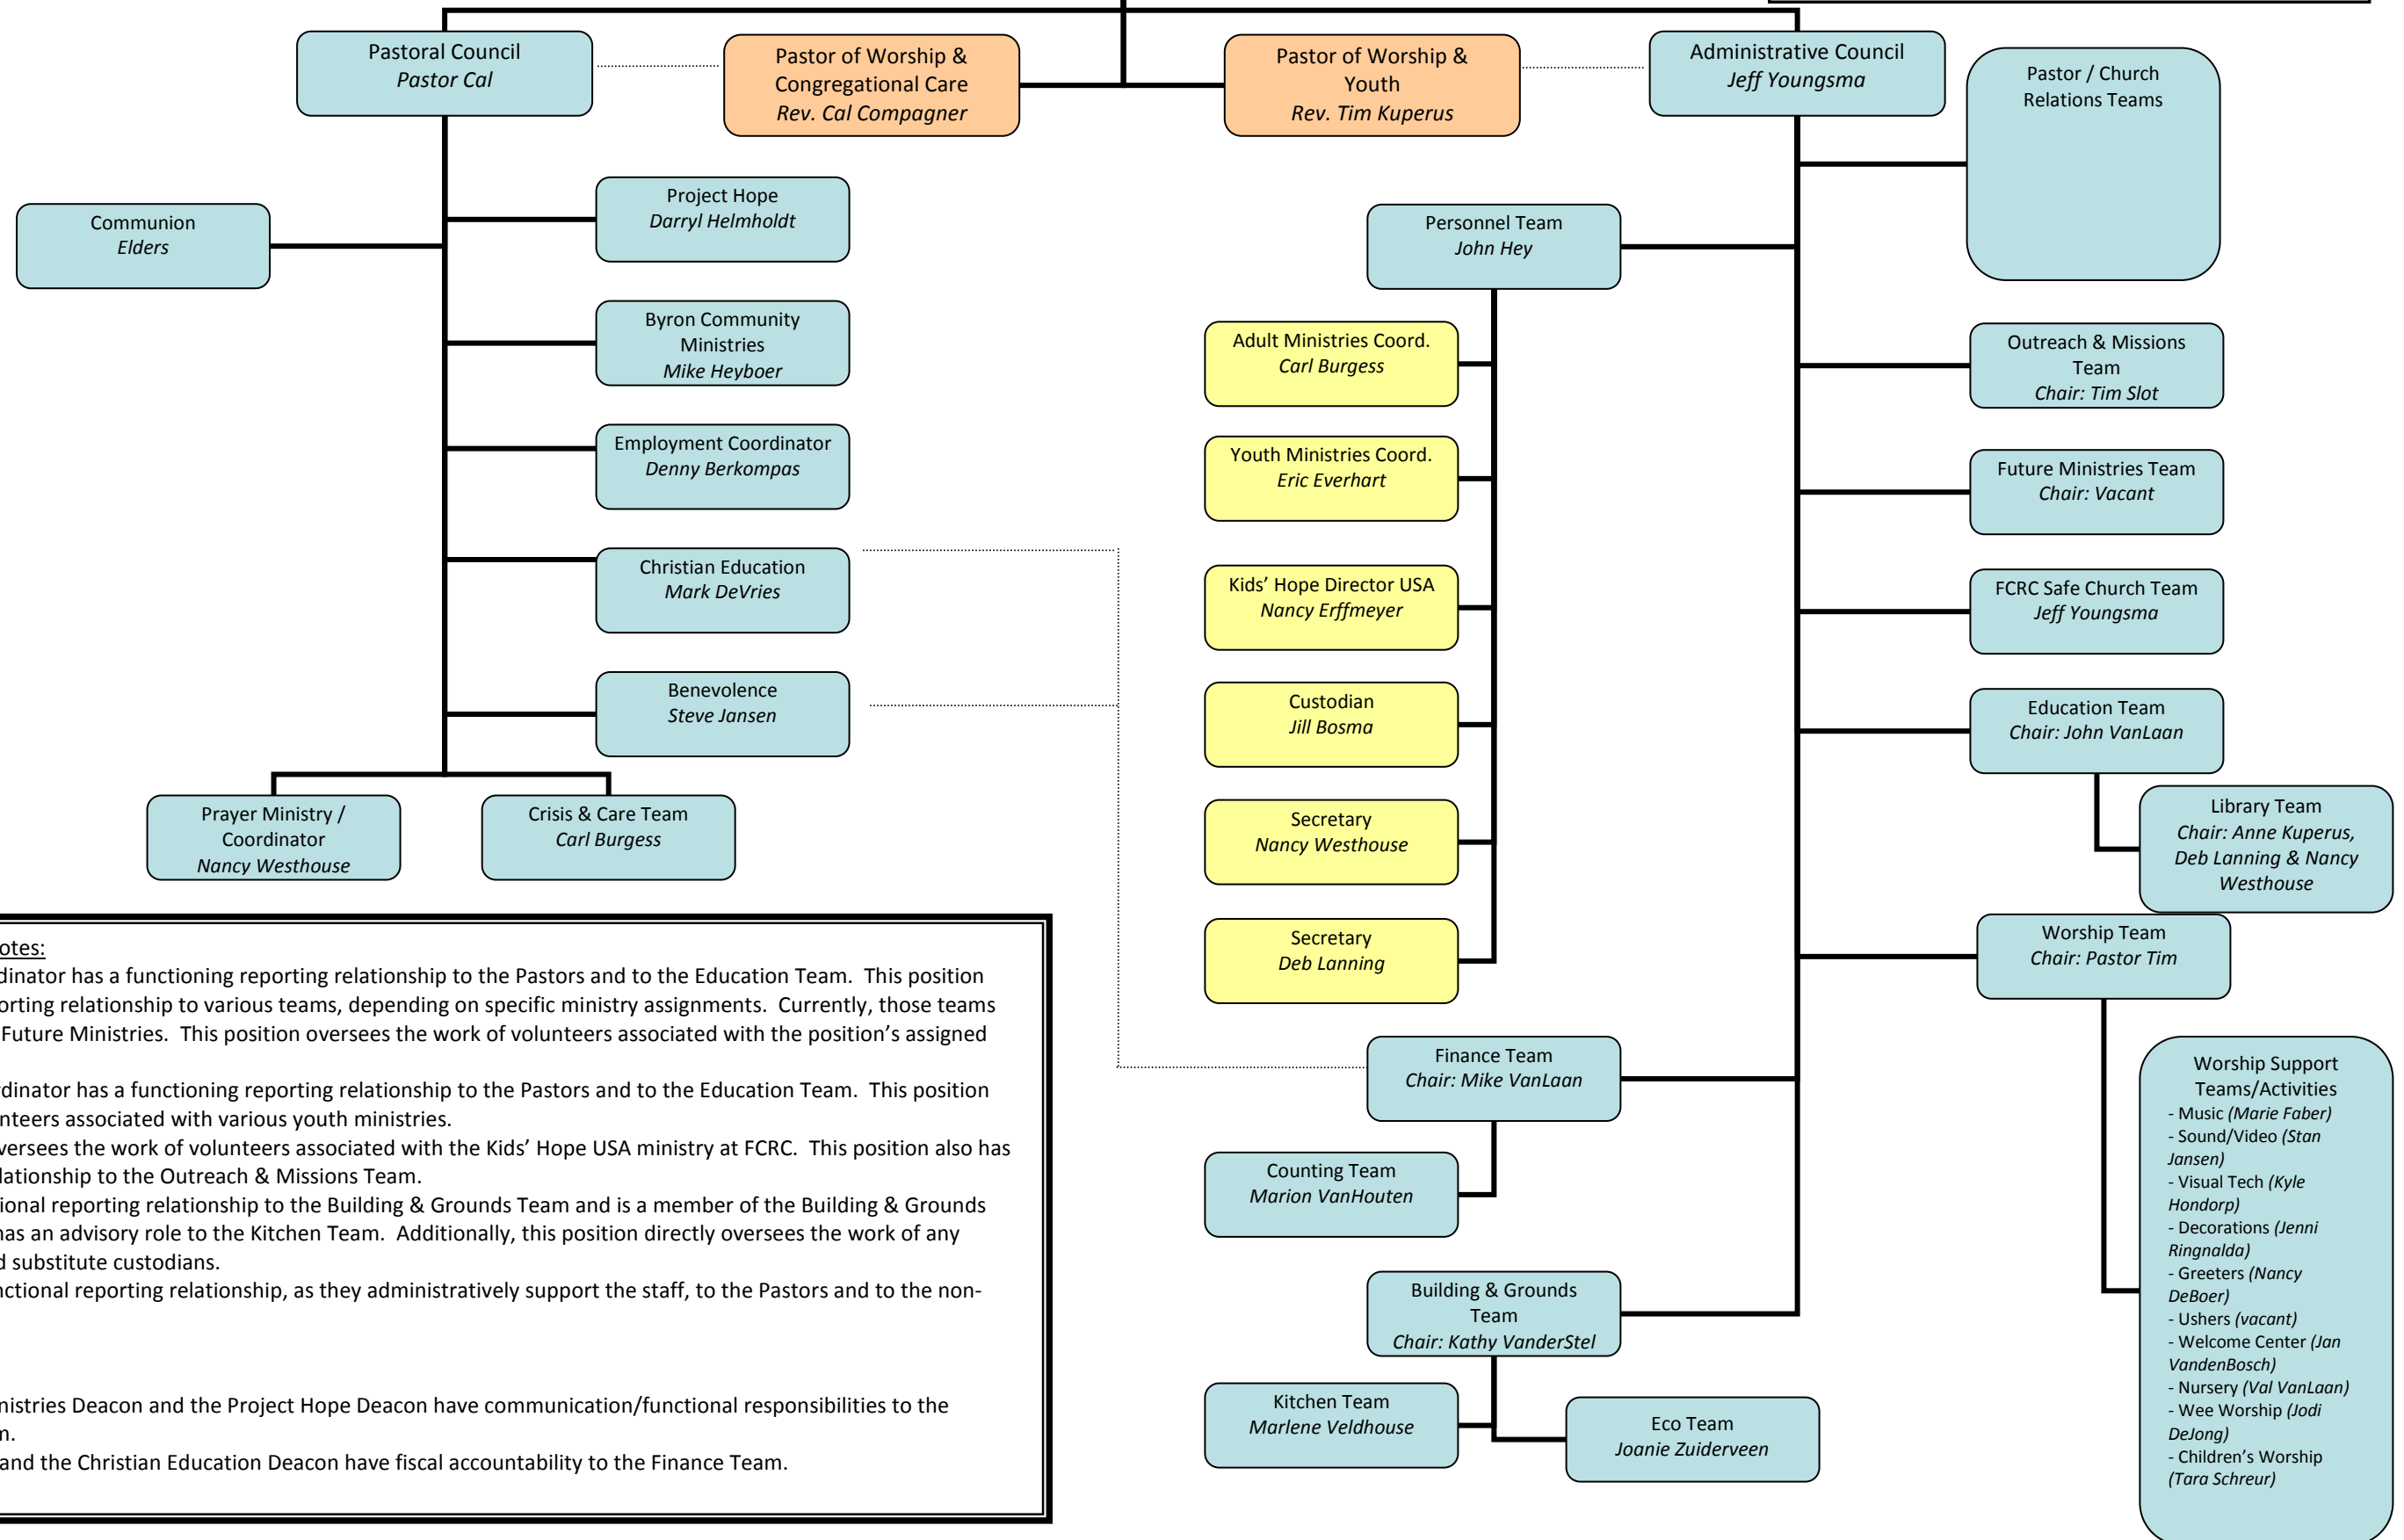 Pastoral Council
Pastor Cal
Pastor of Worship &
Congregational Care
Rev. Cal Compagner
Pastor of Worship &
Youth
Rev. Tim Kuperus
Administrative Council
Jeff Youngsma
Pastor / Church
Relations Teams
Communion
Elders
Project Hope
Darryl Helmholdt
Byron Community
Ministries
Mike Heyboer
Employment Coordinator
Denny Berkompas
Christian Education
Mark DeVries
Benevolence
Steve Jansen
Prayer Ministry /
Coordinator
Nancy Westhouse
Crisis & Care Team
Carl Burgess
Personnel Team
John Hey
Adult Ministries Coord.
Carl Burgess
Youth Ministries Coord.
Eric Everhart
Kids’ Hope Director USA
Nancy Erffmeyer
Custodian
Jill Bosma
Secretary
Nancy Westhouse
Secretary
Deb Lanning
Finance Team
Chair: Mike VanLaan
Counting Team
Marion VanHouten
Building & Grounds
Team
Chair: Kathy VanderStel
Kitchen Team
Marlene Veldhouse
Eco Team
Joanie Zuiderveen
Outreach & Missions
Team
Chair: Tim Slot
Future Ministries Team
Chair: Vacant
FCRC Safe Church Team
Jeff Youngsma
Education Team
Chair: John VanLaan
Library Team
Chair: Anne Kuperus,
Deb Lanning & Nancy
Westhouse
Worship Team
Chair: Pastor Tim
Worship Support
Teams/Activities
- Music (Marie Faber)
- Sound/Video (Stan
Jansen)
- Visual Tech (Kyle
Hondorp)
- Decorations (Jenni
Ringnalda)
- Greeters (Nancy
DeBoer)
- Ushers (vacant)
- Welcome Center (Jan
VandenBosch)
- Nursery (Val VanLaan)
- Wee Worship (Jodi
DeJong)
- Children’s Worship
(Tara Schreur)
otes:
dinator has a functioning reporting relationship to the Pastors and to the Education Team. This position
orting relationship to various teams, depending on specific ministry assignments. Currently, those teams
Future Ministries. This position oversees the work of volunteers associated with the position’s assigned
rdinator has a functioning reporting relationship to the Pastors and to the Education Team. This position
nteers associated with various youth ministries.
versees the work of volunteers associated with the Kids’ Hope USA ministry at FCRC. This position also has
lationship to the Outreach & Missions Team.
ional reporting relationship to the Building & Grounds Team and is a member of the Building & Grounds
has an advisory role to the Kitchen Team. Additionally, this position directly oversees the work of any
d substitute custodians.
nctional reporting relationship, as they administratively support the staff, to the Pastors and to the non-
nistries Deacon and the Project Hope Deacon have communication/functional responsibilities to the
m.
and the Christian Education Deacon have fiscal accountability to the Finance Team.